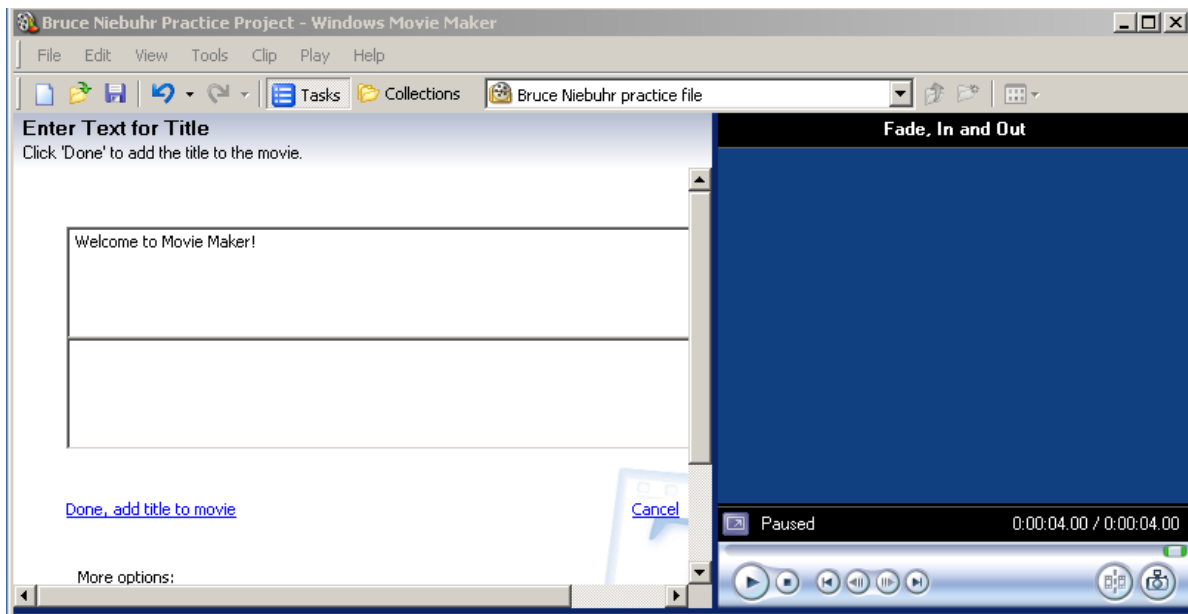 Bruce Niebuhr Practice Project - Windows Movie Maker
File Edit View Tools Clip Play Help
Tasks Collections Bruce Niebuhr practice file
Enter Text for Title
Click 'Done' to add the title to the movie.
Fade, In and Out
Welcome to Movie Maker!
Done, add title to movie Cancel
Paused 0:00:04.00 / 0:00:04.00
More options: